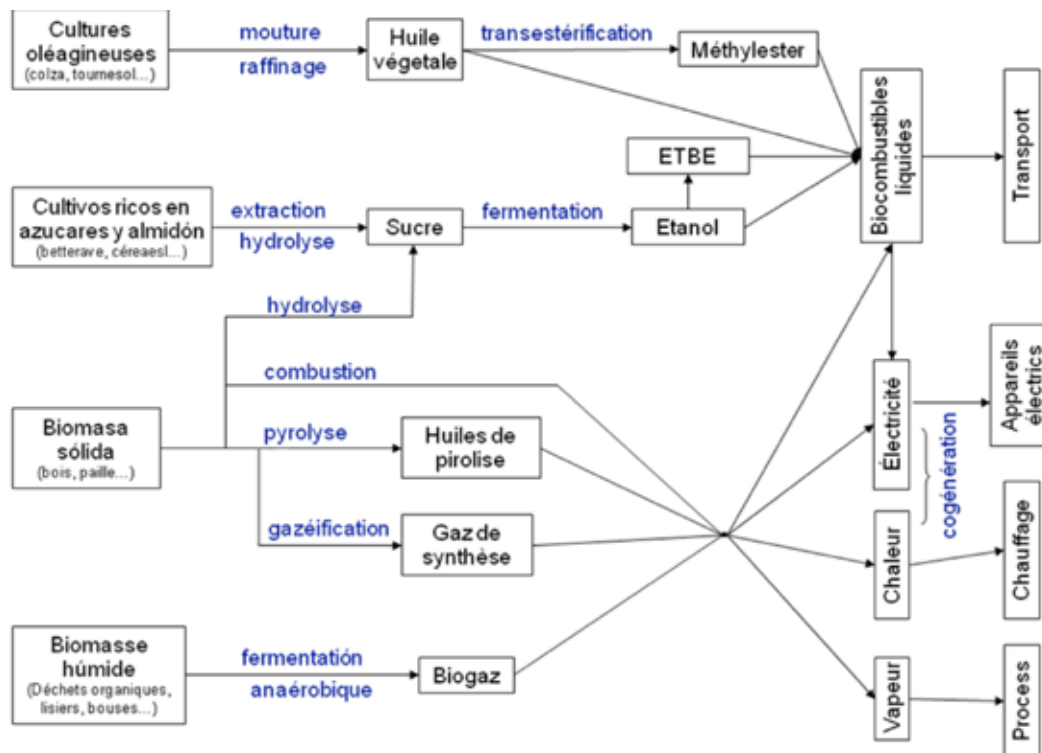 Cultures
oléagineuses
(colza, tournesol...)
mouture
raffinage
Huile
végetale
transestérification
Méthylester
Biocombustibles
líquides
Transport
ETBE
Cultivos ricos en
azucares y almidón
(betterave, céreaesl...)
extraction
hydrolyse
Sucre
fermentation
Etanol
hydrolyse
combustion
Biomasa
sólida
(bois, paille...)
pyrolyse
Huiles de
pirolise
gazéification
Gaz de
synthèse
Électricité
Appareils
électrics
cogénération
Chaleur
Chauffage
Biomasse
húmide
(Déchets organiques,
lisiers, bouses...)
fermentatión
anaérobique
Biogaz
Vapeur
Process